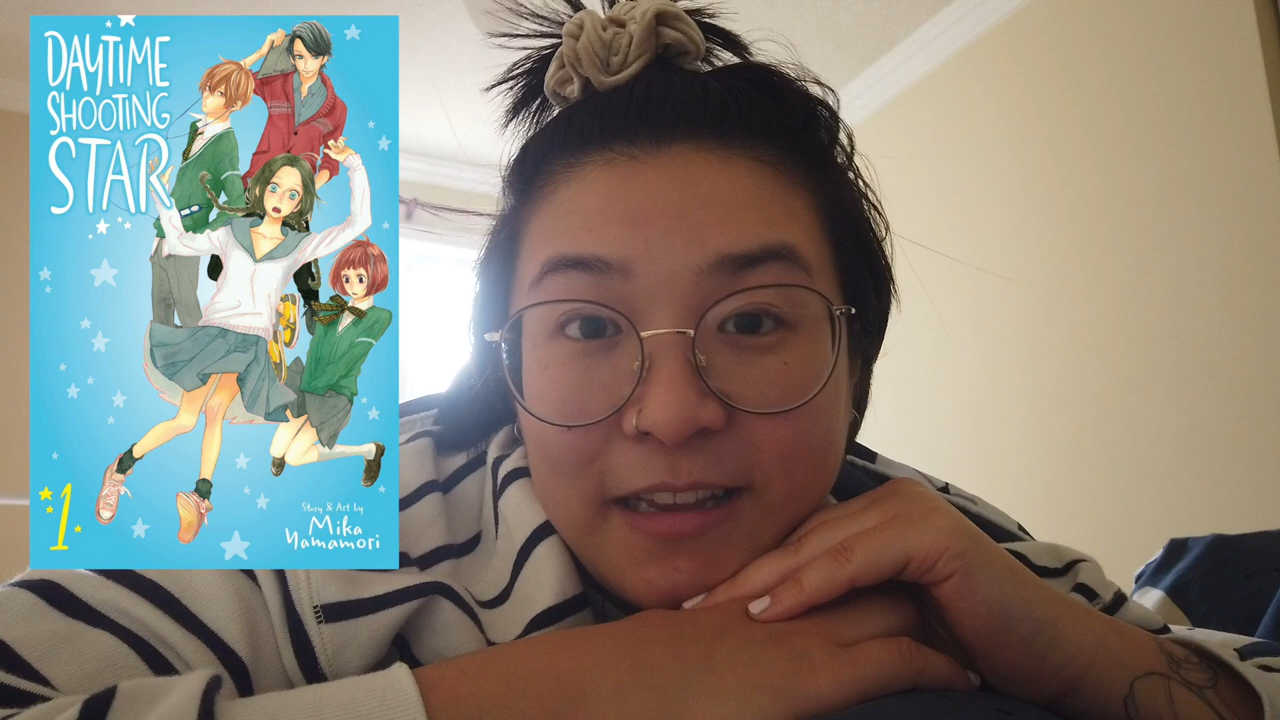 DAYTIME
SHOOTING
STAR
1
Story & Art by
Mika
Yamamori